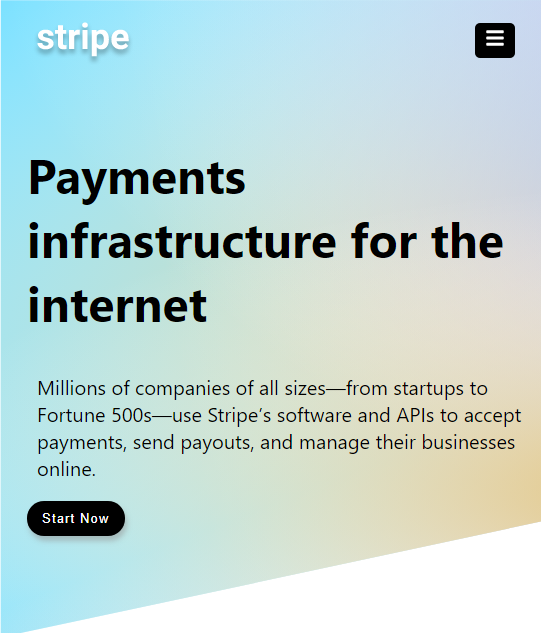 stripe
Payments
infrastructure for the
internet
Millions of companies of all sizes—from startups to
Fortune 500s—use Stripe’s software and APIs to accept
payments, send payouts, and manage their businesses
online.
Start Now